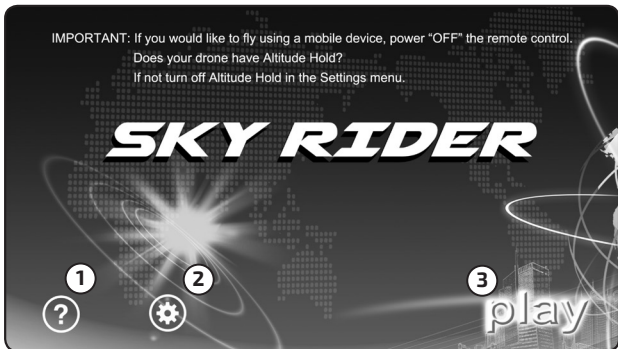 IMPORTANT: If you would like to fly using a mobile device, power “OFF” the remote control.
Does your drone have Altitude Hold?
If not turn off Altitude Hold in the Settings menu.
SKY RIDER
1
2
3
?
play